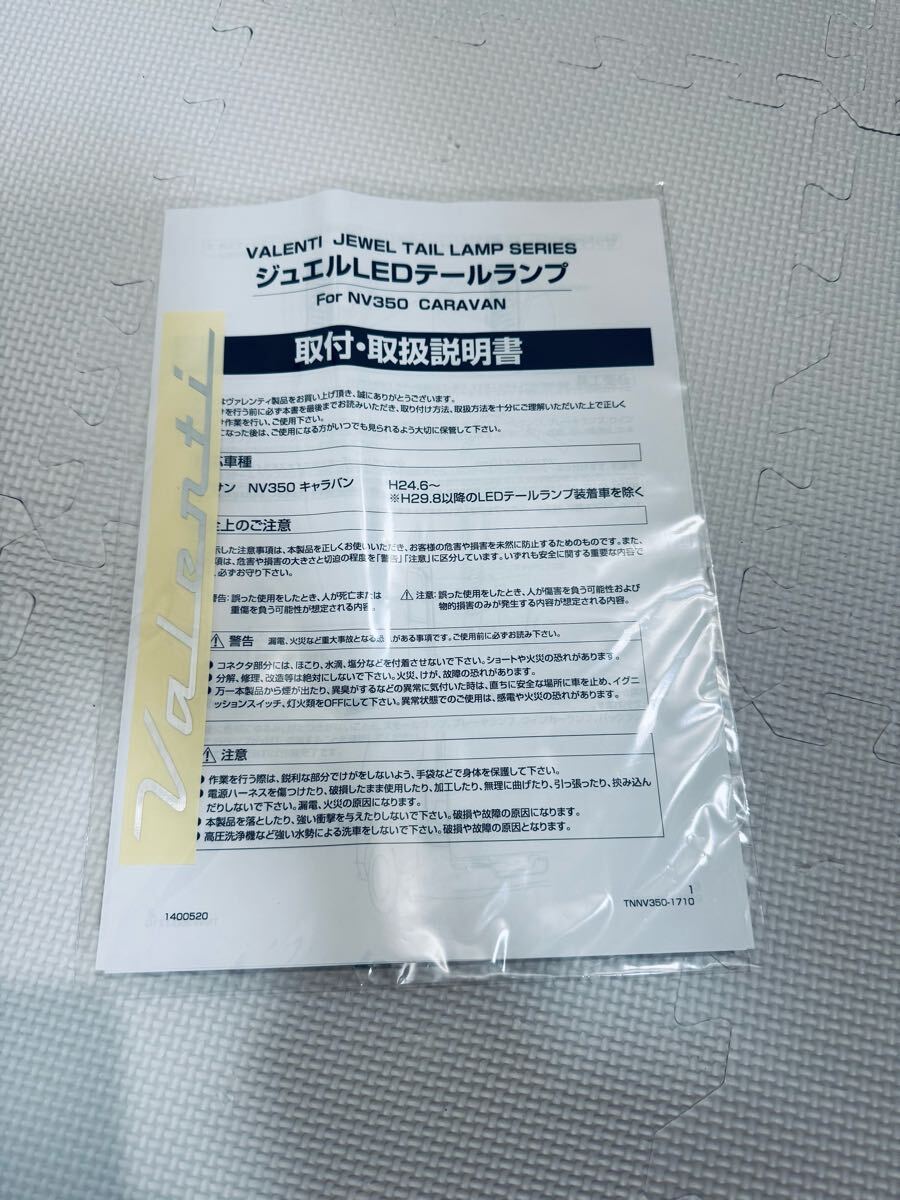 VALENTI JEWEL TAIL LAMP SERIES
ジュエルLEDテールランプ
For NV350 CARAVAN
取付・取扱説明書
Valenti
はヴァレンティ製品をお買い上げ頂き、誠にありがとうございます。
けを行う前に必ず本書を最後までお読みいただき、取り付け方法、取扱方法を十分にご理解いただいた上で正しく
け作業を行い、ご使用下さい。
になった後は、ご使用になる方がいつでも見られるよう大切に保管して下さい。
車種
サン NV350 キャラバン H24.6～
※H29.8以降のLEDテールランプ装着車を除く
全上のご注意
示した注意事項は、本製品を正しくお使いいただき、お客様の危害や損害を未然に防止するためのものです。また、
項は、危害や損害の大きさと切迫の程度を「警告」「注意」に区分しています。いずれも安全に関する重要な内容で
、必ずお守り下さい。
警告：誤った使用をしたとき、人が死亡または
重傷を負う可能性が想定される内容。
⚠ 注意：誤った使用をしたとき、人が傷害を負う可能性および
物的損害のみが発生する内容が想定される内容。
⚠ 警告 漏電、火災など重大事故となる恐れがある事項です。ご使用前に必ずお読み下さい。
● コネクタ部分には、ほこり、水滴、塩分などを付着させないで下さい。ショートや火災の恐れがあります。
● 分解、修理、改造等は絶対にしないで下さい。火災、けが、故障の恐れがあります。
● 万一本製品から煙が出たり、異臭がするなどの異常に気付いた時は、直ちに安全な場所に車を止め、イグニ
ッションスイッチ、灯火類をOFFにして下さい。異常状態でのご使用は、感電や火災の恐れがあります。
⚠ 注意
● 作業を行う際は、鋭利な部分でけがをしないよう、手袋などで身体を保護して下さい。
● 電源ハーネスを傷つけたり、破損したまま使用したり、加工したり、無理に曲げたり、引っ張ったり、挟み込ん
だりしないで下さい。漏電、火災の原因になります。
● 本製品を落としたり、強い衝撃を与えたりしないで下さい。破損や故障の原因になります。
● 高圧洗浄機など強い水勢による洗車をしないで下さい。破損や故障の原因となります。
1
1400520
TNNV350-1710